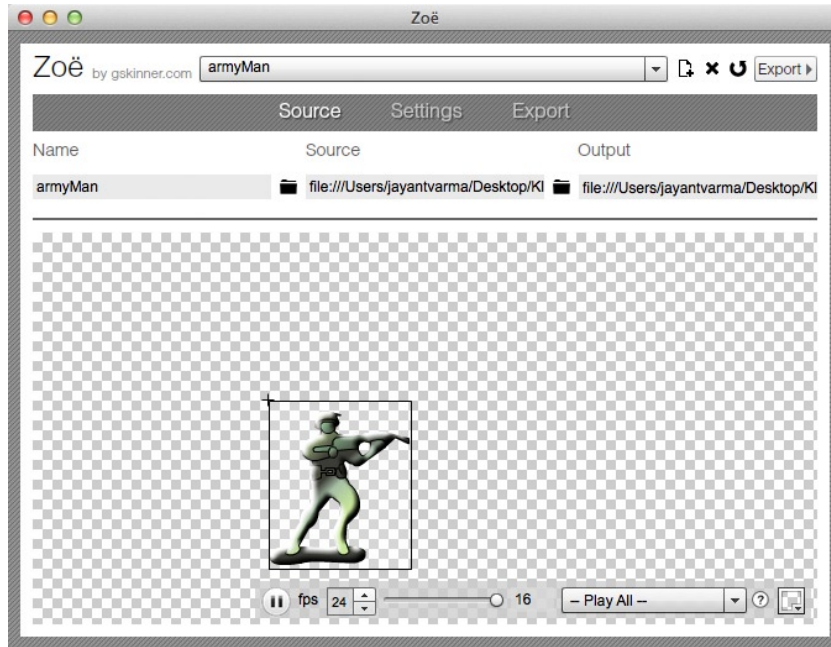 Zoë
Zoë by gskinner.com armyMan Export
Source Settings Export
Name Source Output
armyMan file:///Users/jayantvarma/Desktop/Kl file:///Users/jayantvarma/Desktop/Kl
fps 24 16 -- Play All -- ?